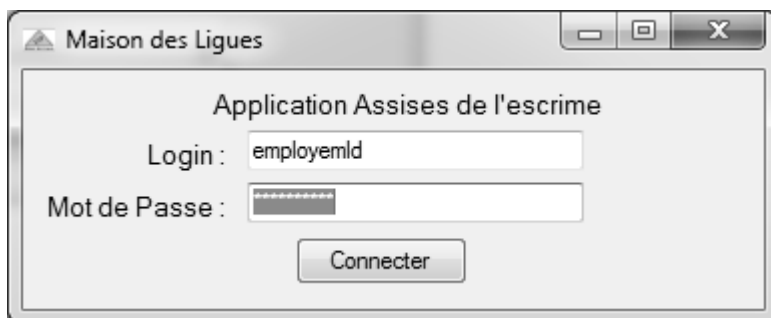 Maison des Ligues
Application Assises de l'escrime
Login : employemld
Mot de Passe : **********
Connecter